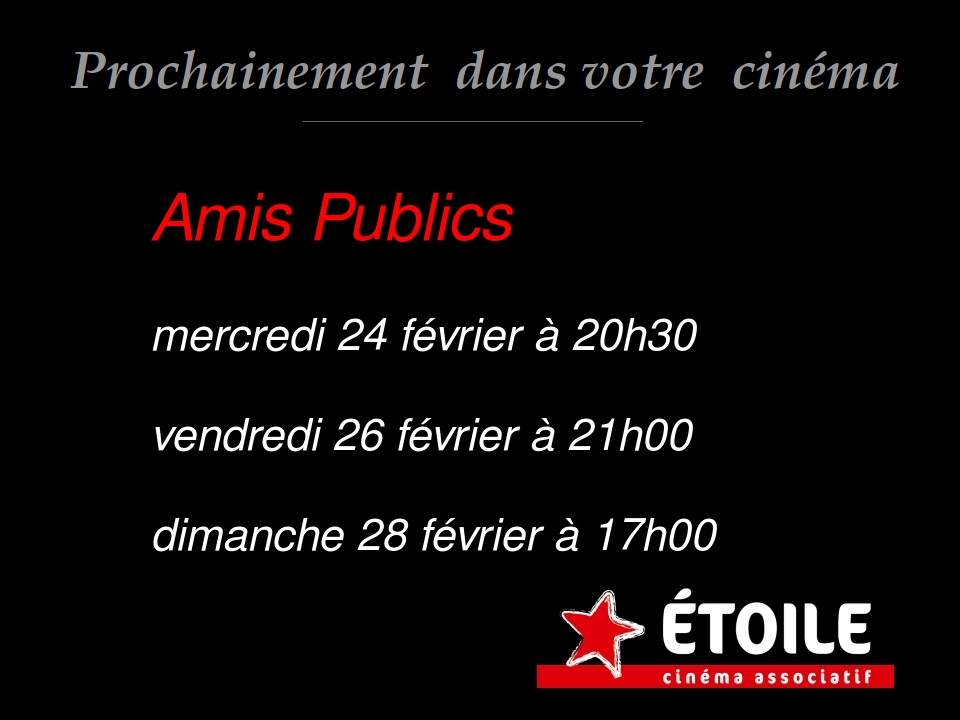 Prochainement dans votre cinéma
Amis Publics
mercredi 24 février à 20h30
vendredi 26 février à 21h00
dimanche 28 février à 17h00
ÉTOILE
cinéma associatif